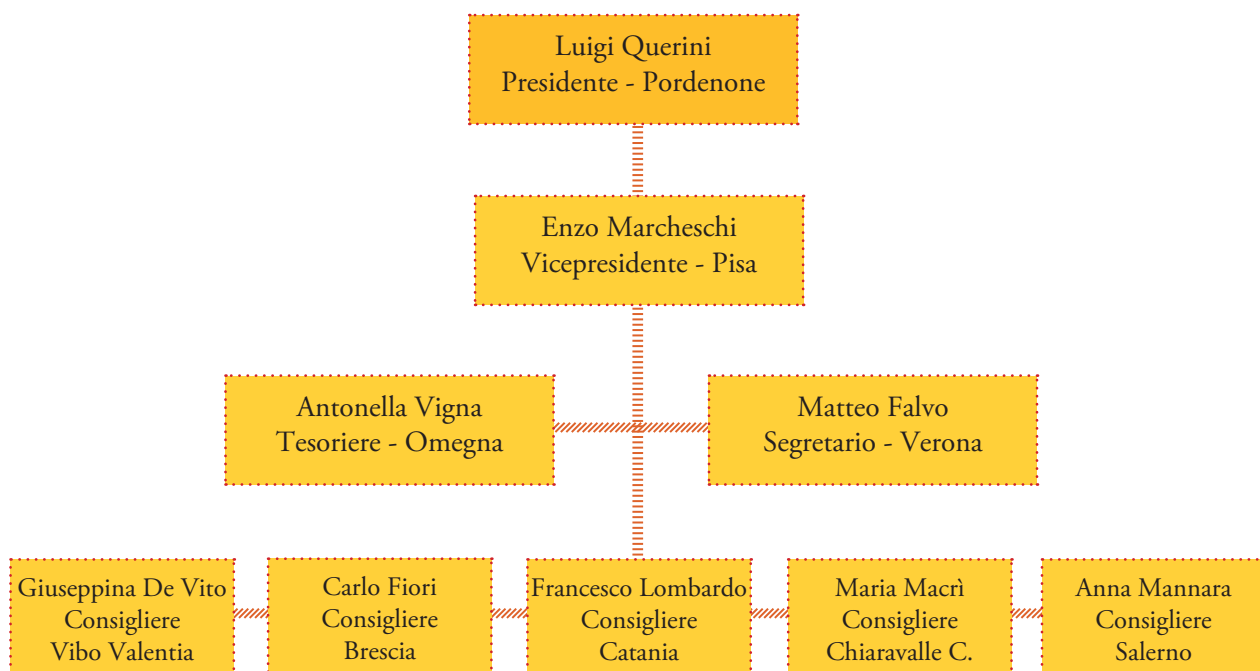 Luigi Querini
Presidente - Pordenone
Enzo Marcheschi
Vicepresidente - Pisa
Antonella Vigna
Tesoriere - Omegna
Matteo Falvo
Segretario - Verona
Giuseppina De Vito
Consigliere
Vibo Valentia
Carlo Fiori
Consigliere
Brescia
Francesco Lombardo
Consigliere
Catania
Maria Macrì
Consigliere
Chiaravalle C.
Anna Mannara
Consigliere
Salerno